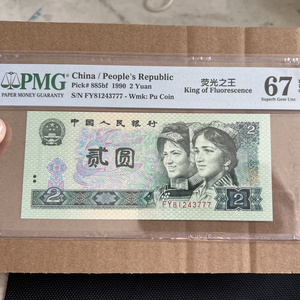 PMG
PAPER MONEY GUARANTY
China / People's Republic
Pick# 885bf 1990 2 Yuan
S/N FY81243777 - Wmk: Pu Coin
荧光之王
King of Fluorescence
67
Superb Gem Unc
中国人民银行
2
贰圆
2
2
FY81243777